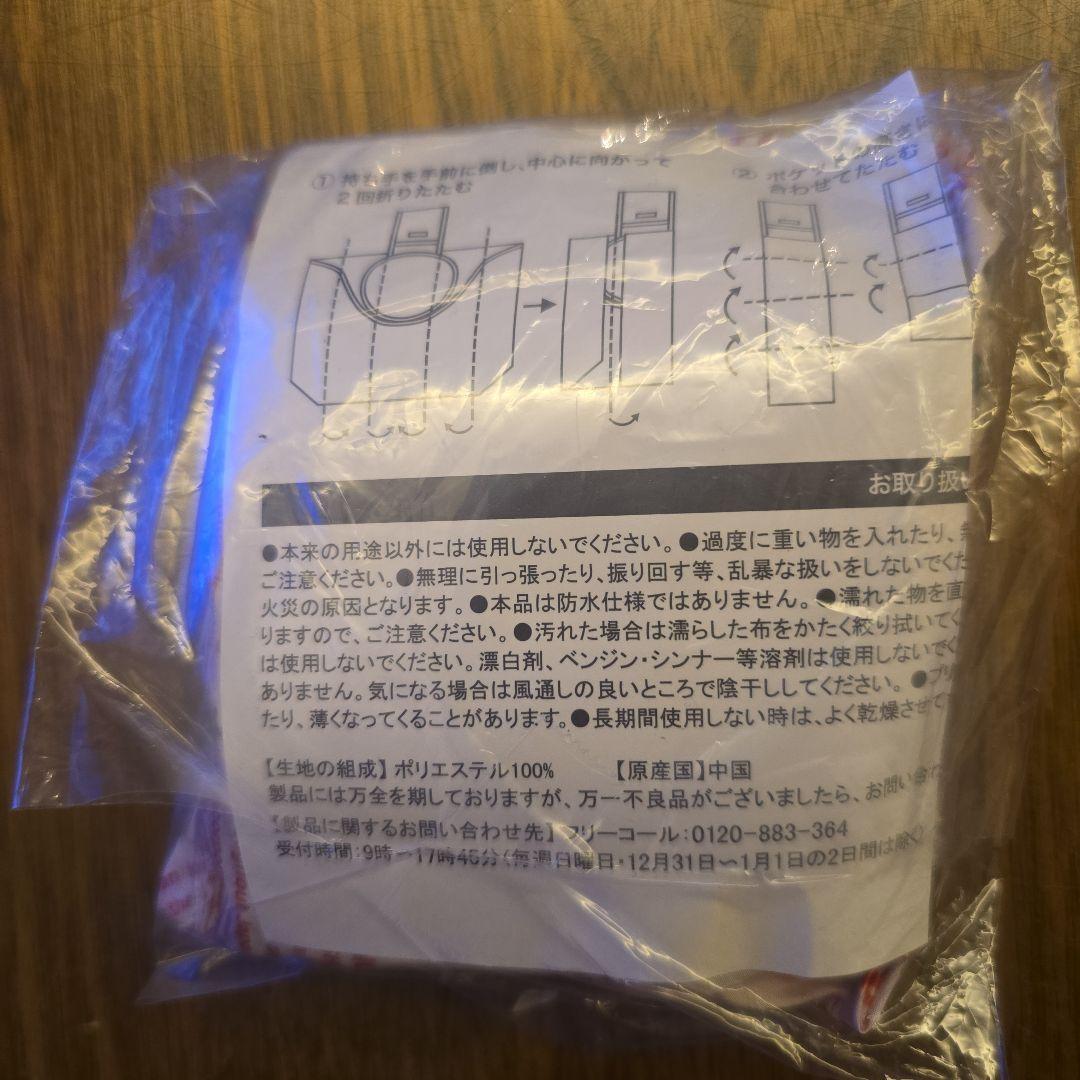 ① 持ち手を手前に倒し、中心に向かって
2回折りたたむ
② ポケットの
合わせてたたむ
お取り扱い
●本来の用途以外には使用しないでください。●過度に重い物を入れたり、
ご注意ください。●無理に引っ張ったり、振り回す等、乱暴な扱いをしないでくだ
火災の原因となります。●本品は防水仕様ではありません。●濡れた物を直
りますので、ご注意ください。●汚れた場合は濡らした布をかたく絞り拭いてく
は使用しないでください。漂白剤、ベンジン・シンナー等溶剤は使用しないでく
ありません。気になる場合は風通しの良いところで陰干ししてください。●プリ
たり、薄くなってくることがあります。●長期間使用しない時は、よく乾燥させて
【生地の組成】ポリエステル100% 【原産国】中国
製品には万全を期しておりますが、万一不良品がございましたら、お問い合わ
【製品に関するお問い合わせ先】フリーコール:0120-883-364
受付時間:9時〜17時45分(毎週日曜日・12月31日〜1月1日の2日間は除く)